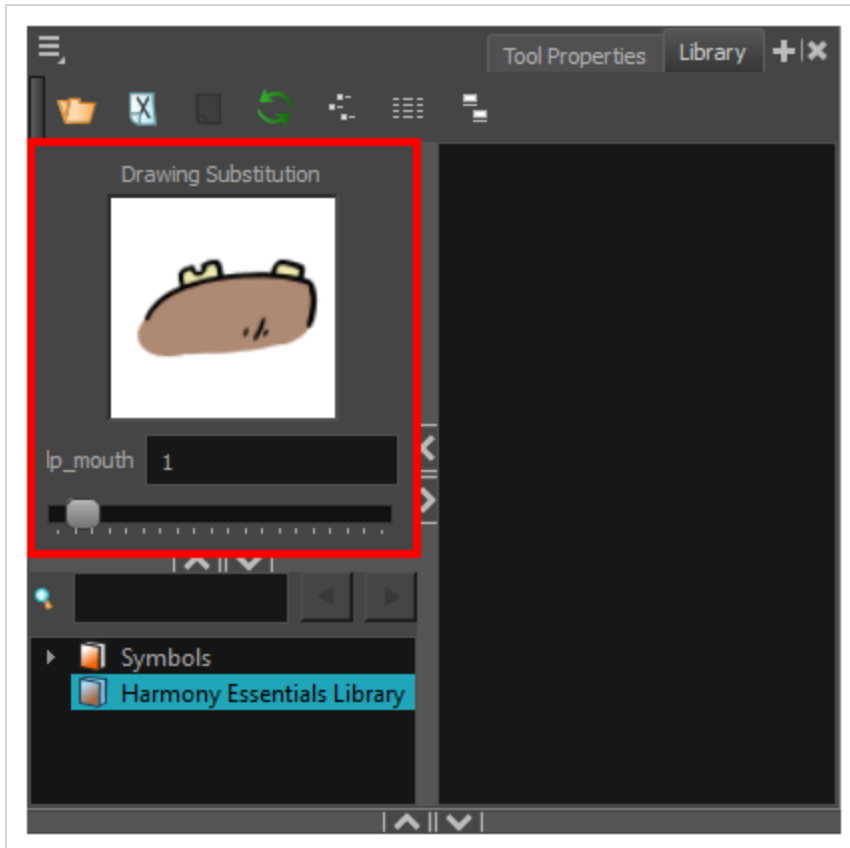 Tool Properties Library
Drawing Substitution
lp_mouth 1
Symbols
Harmony Essentials Library